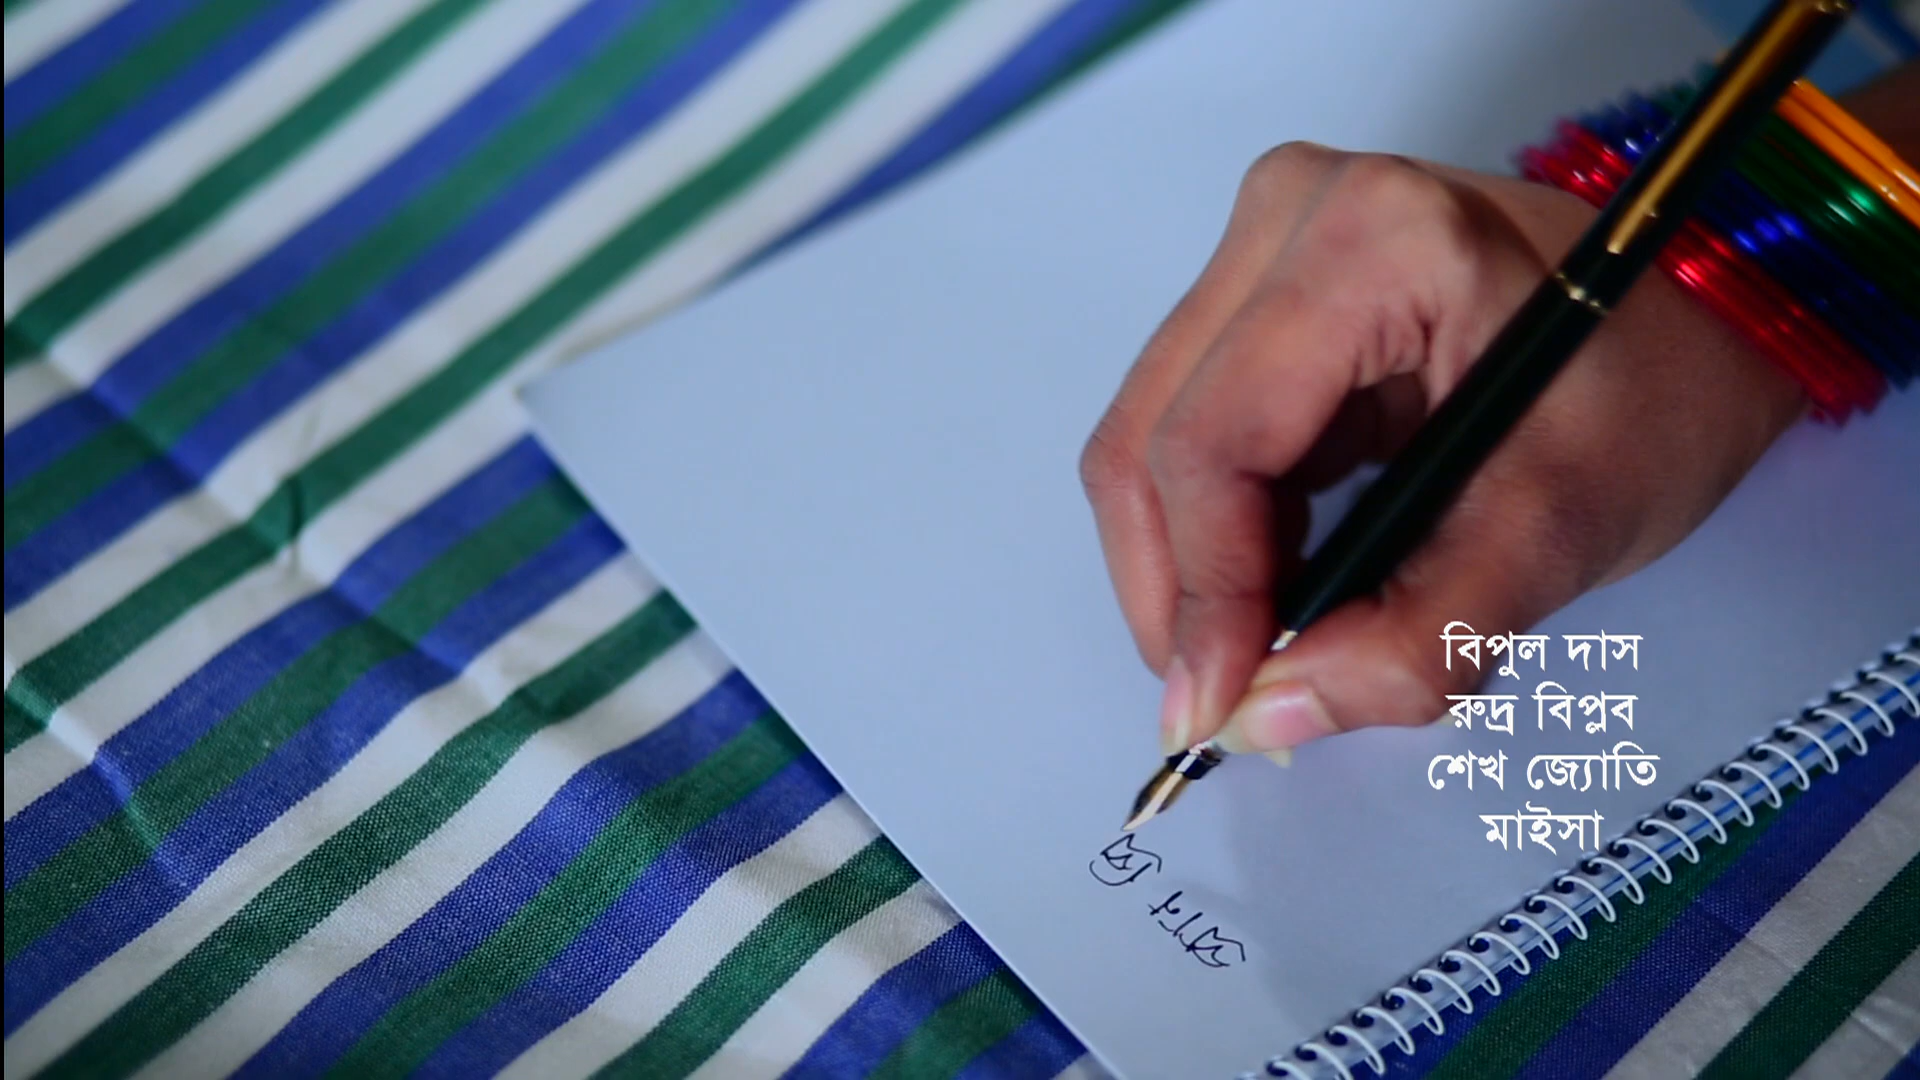 বিপুল দাস
রুদ্র বিপ্লব
শেখ জ্যোতি
মাইসা